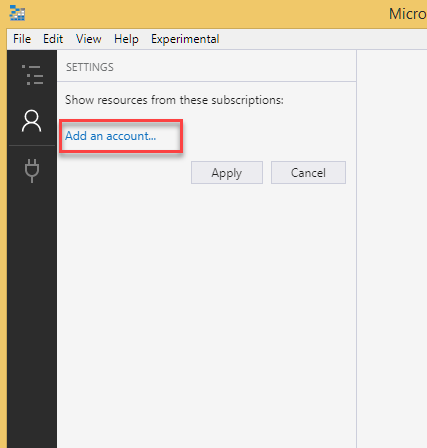 Micro
File Edit View Help Experimental
SETTINGS
Show resources from these subscriptions:
Add an account...
Apply Cancel